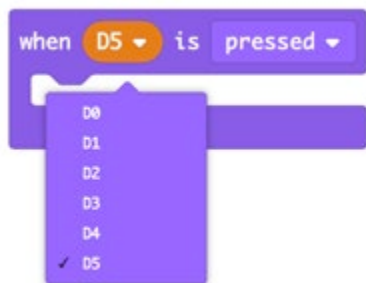 when D5 is pressed
D0
D1
D2
D3
D4
✓ D5